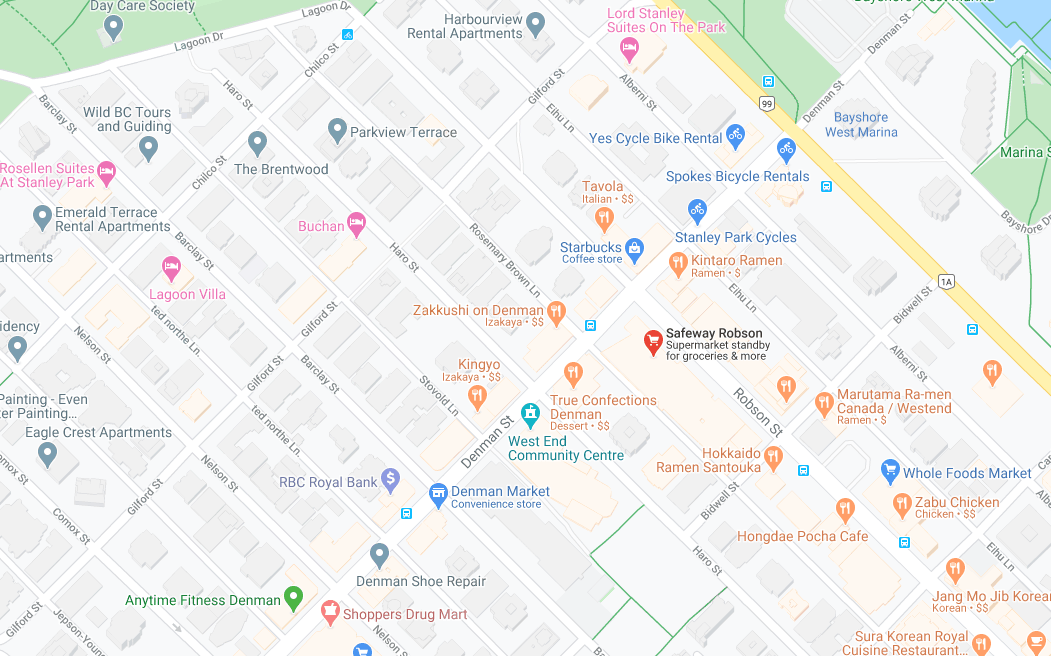 Day Care Society
Lagoon Dr
Lagoon Dr
Harbourview
Rental Apartments
Lord Stanley
Suites On The Park
Bayshore West Marina
Denman St
Chilco St
Haro St
Gilford St
Alberni St
Eihu Ln
99
Denman St
Barclay St
Wild BC Tours
and Guiding
Parkview Terrace
The Brentwood
Yes Cycle Bike Rental
Bayshore
West Marina
Spokes Bicycle Rentals
Marina S
Rosellen Suites
At Stanley Park
Chilco St
Tavola
Italian • $$
Emerald Terrace
Rental Apartments
Buchan
Stanley Park Cycles
Bayshore Dr
Barclay St
Haro St
Rosemary Brown Ln
Starbucks
Coffee store
Kintaro Ramen
Ramen • $
artments
Lagoon Villa
Eihu Ln
1A
Bidwell St
Zakkushi on Denman
Izakaya • $$
ted northe Ln.
Gilford St
Safeway Robson
Supermarket standby
for groceries & more
idency
Nelson St
Alberni St
Kingyo
Izakaya • $$
Gilford St
Barclay St
Stovold Ln
True Confections
Denman
Dessert • $$
Robson St
Marutama Ra-men
Canada / Westend
Ramen • $
Painting - Even
ter Painting...
Eagle Crest Apartments
ted northe Ln.
Denman St
West End
Community Centre
Hokkaido
Ramen Santouka
Whole Foods Market
Comox St
Nelson St
Gilford St
RBC Royal Bank
Denman Market
Convenience store
Bidwell St
Zabu Chicken
Chicken • $$
Comox St
Hongdae Pocha Cafe
Haro St
Eihu Ln
Denman Shoe Repair
Anytime Fitness Denman
Shoppers Drug Mart
Jang Mo Jib Korean
Korean • $$
Gilford St
Jepson-Young
Nelson St
Ba
Sura Korean Royal
Cuisine Restaurant...